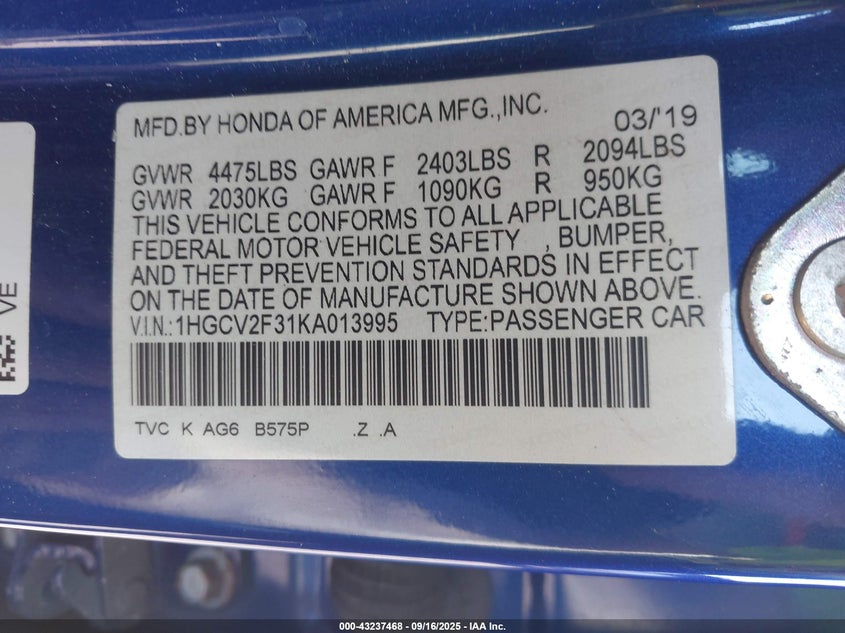 MFD.BY HONDA OF AMERICA MFG.,INC. 03/'19
GVWR 4475LBS GAWR F 2403LBS R 2094LBS
GVWR 2030KG GAWR F 1090KG R 950KG
THIS VEHICLE CONFORMS TO ALL APPLICABLE
FEDERAL MOTOR VEHICLE SAFETY , BUMPER,
AND THEFT PREVENTION STANDARDS IN EFFECT
ON THE DATE OF MANUFACTURE SHOWN ABOVE.
V.I.N.:1HGCV2F31KA013995 TYPE:PASSENGER CAR
TVC K AG6 B575P .Z .A
VE
000-43237468 - 09/16/2025 - IAA Inc.